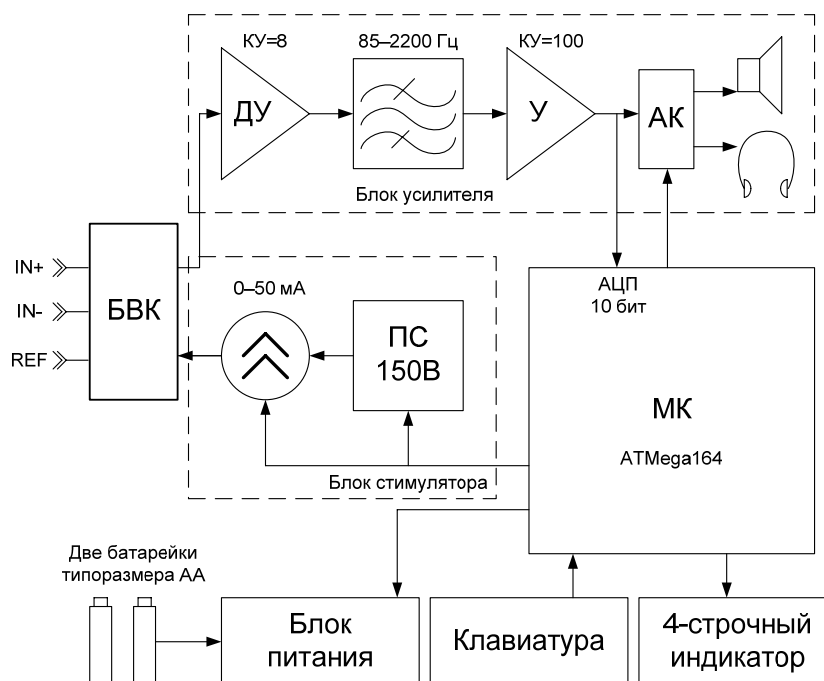 КУ=8
85–2200 Гц
КУ=100
ДУ
У
АК
Блок усилителя
IN+
IN-
REF
БВК
0–50 мА
ПС
150В
Блок стимулятора
АЦП
10 бит
МК
ATMega164
Две батарейки
типоразмера АА
Блок
питания
Клавиатура
4-строчный
индикатор